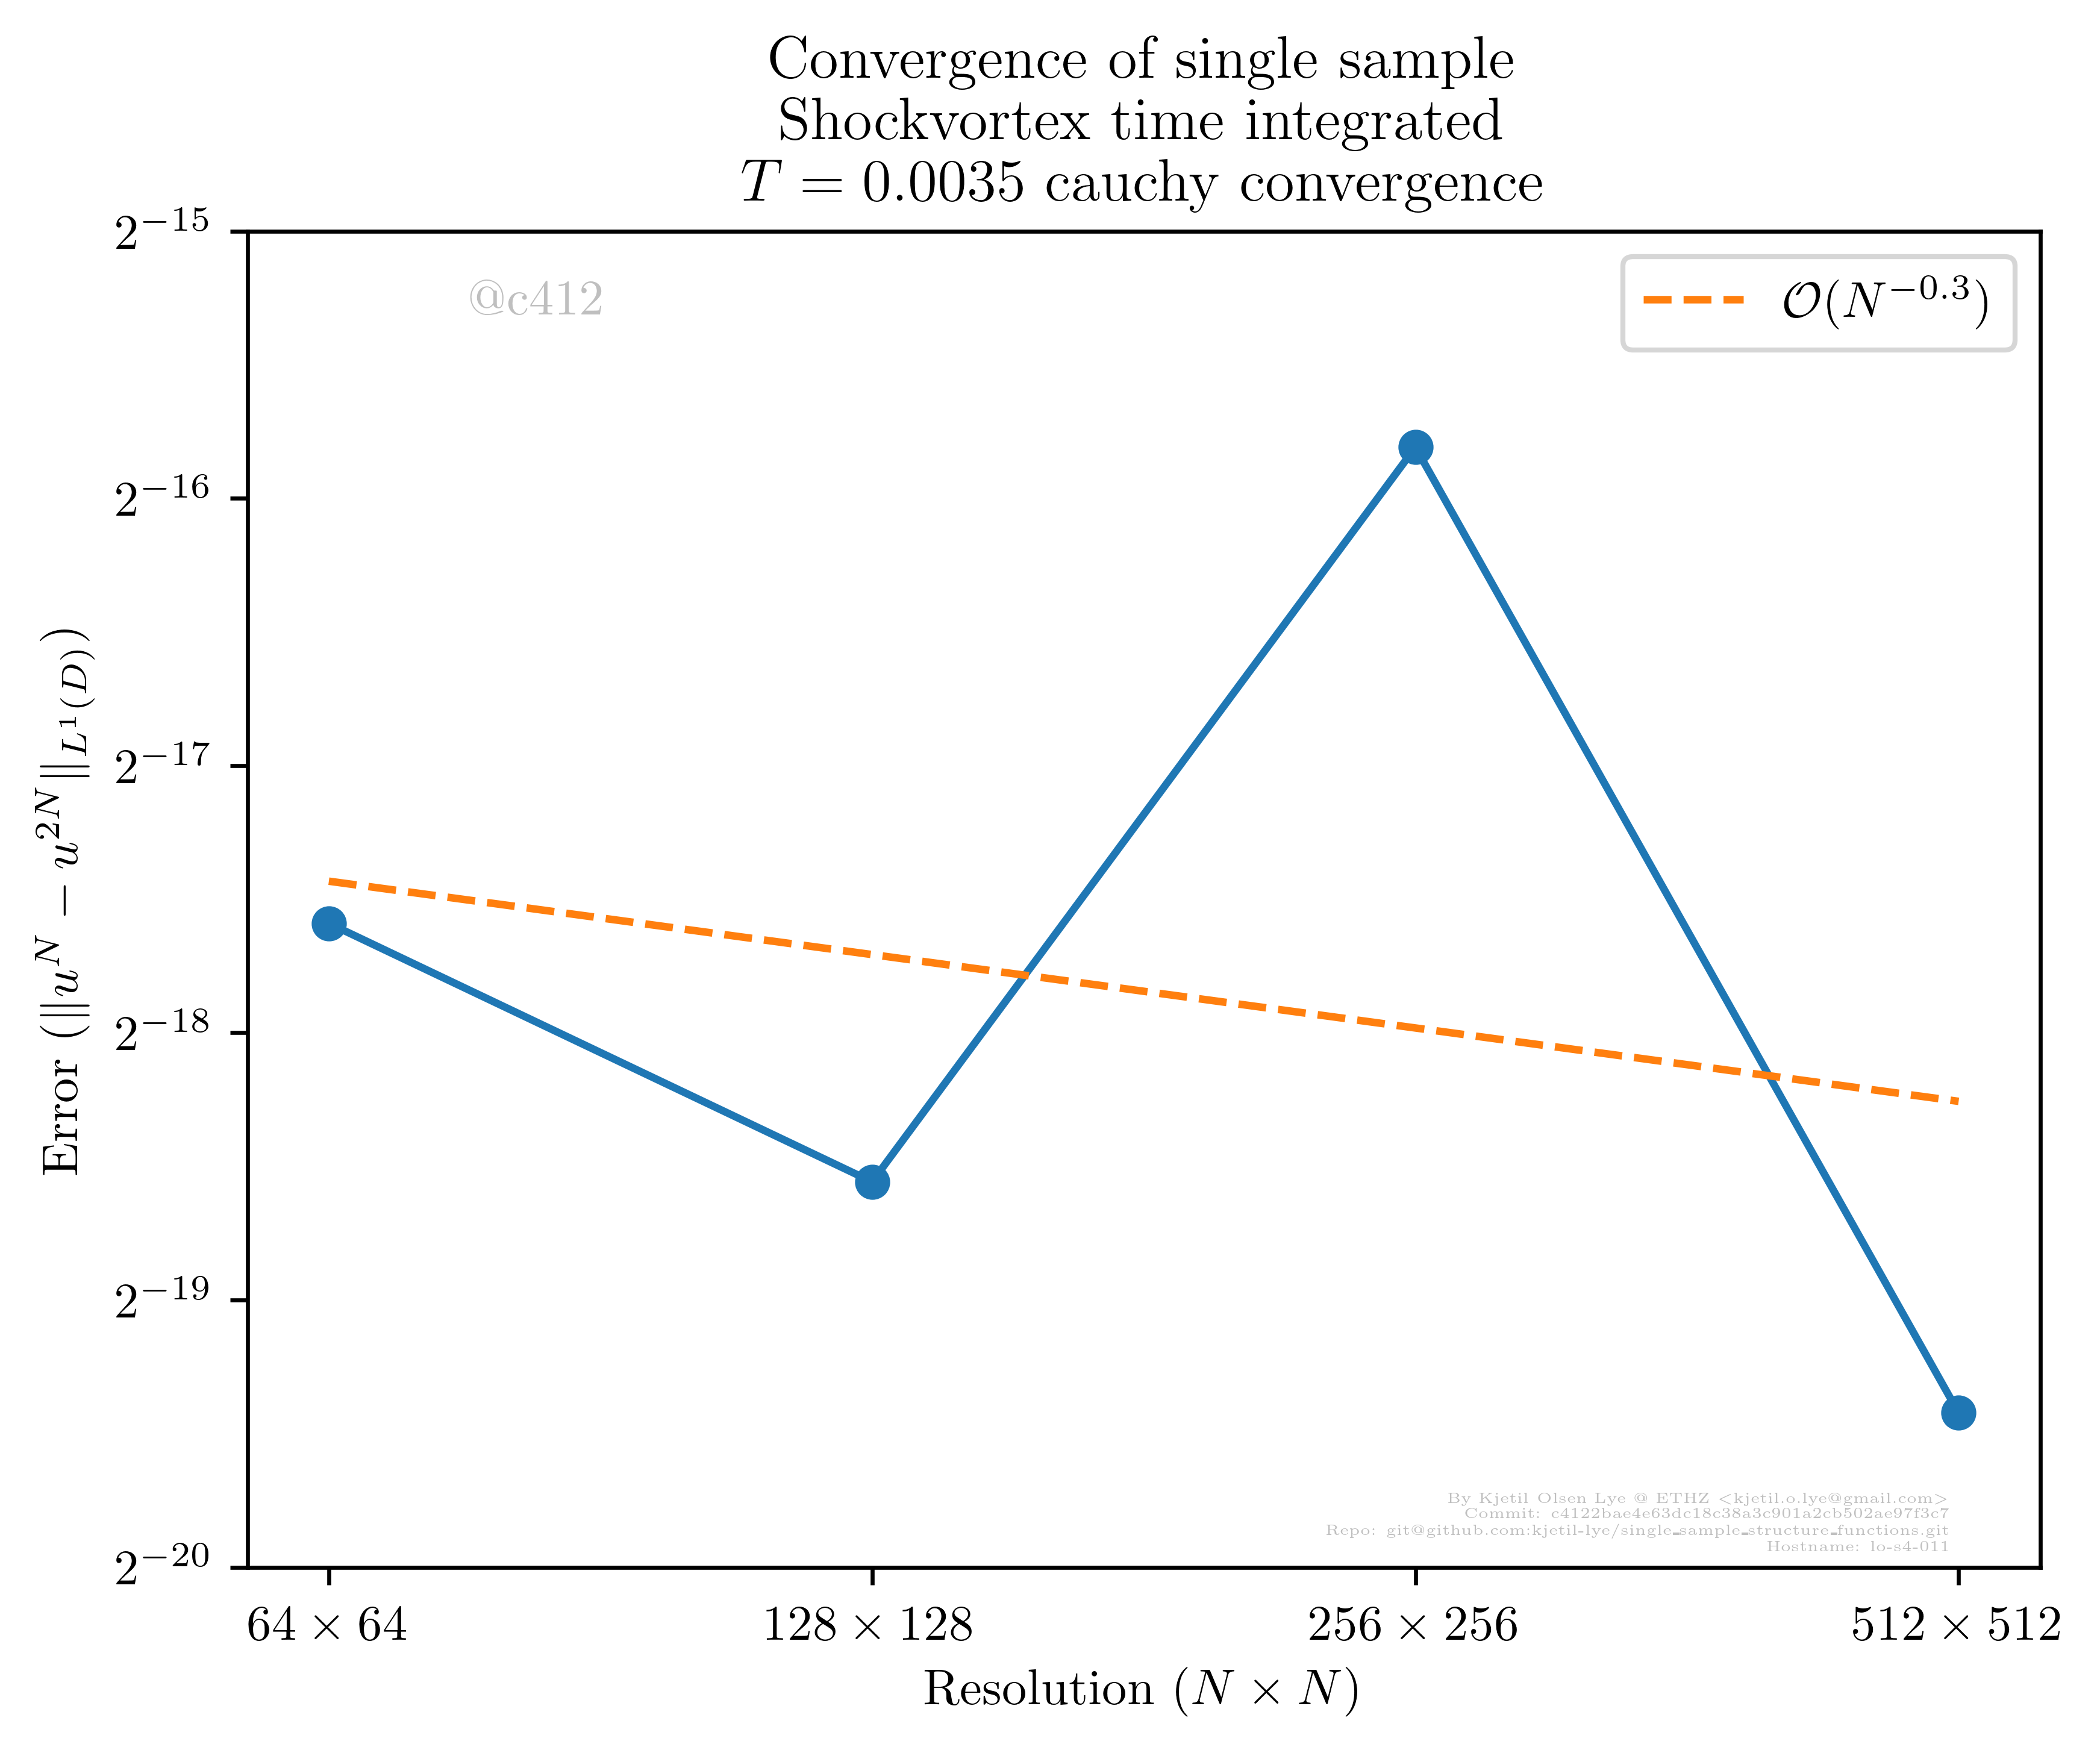 Convergence of single sample
Shockvortex time integrated
T = 0.0035 cauchy convergence
2^{-15}
@c412
O(N^{-0.3})
2^{-16}
2^{-17}
2^{-18}
2^{-19}
2^{-20}
Error (||u^N − u^{2N}||_{L^1(D)})
By Kjetil Olsen Lye @ ETHZ <kjetil.o.lye@gmail.com>
Commit: c4122bae4e63dc18c38a3c901a2cb502ae97f3c7
Repo: git@github.com:kjetil-lye/single_sample_structure_functions.git
Hostname: lo-s4-011
64 × 64
128 × 128
256 × 256
512 × 512
Resolution (N × N)